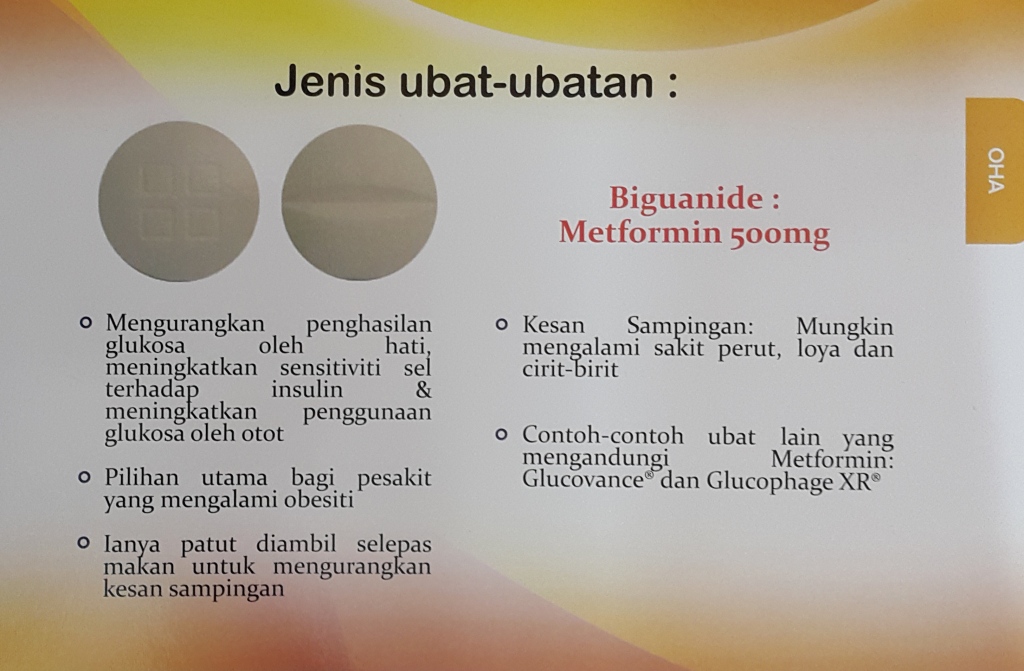 Jenis ubat-ubatan :
OHA
Biguanide :
Metformin 500mg
Mengurangkan penghasilan
glukosa oleh hati,
meningkatkan sensitiviti sel
terhadap insulin &
meningkatkan penggunaan
glukosa oleh otot
Pilihan utama bagi pesakit
yang mengalami obesiti
Ianya patut diambil selepas
makan untuk mengurangkan
kesan sampingan
Kesan Sampingan: Mungkin
mengalami sakit perut, loya dan
cirit-birit
Contoh-contoh ubat lain yang
mengandungi Metformin:
Glucovance® dan Glucophage XR®